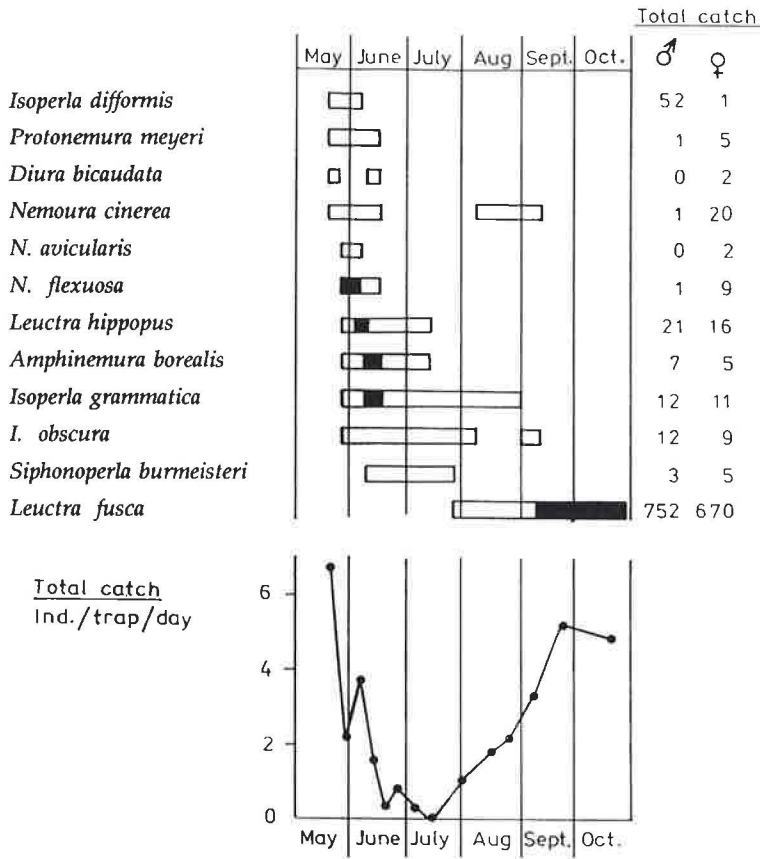 Total catch
May June July Aug Sept. Oct. ♂ ♀
Isoperla difformis 52 1
Protonemura meyeri 1 5
Diura bicaudata 0 2
Nemoura cinerea 1 20
N. avicularis 0 2
N. flexuosa 1 9
Leuctra hippopus 21 16
Amphinemura borealis 7 5
Isoperla grammatica 12 11
I. obscura 12 9
Siphonoperla burmeisteri 3 5
Leuctra fusca 752 670
Total catch
Ind./trap/day
6
4
2
0
May June July Aug Sept. Oct.